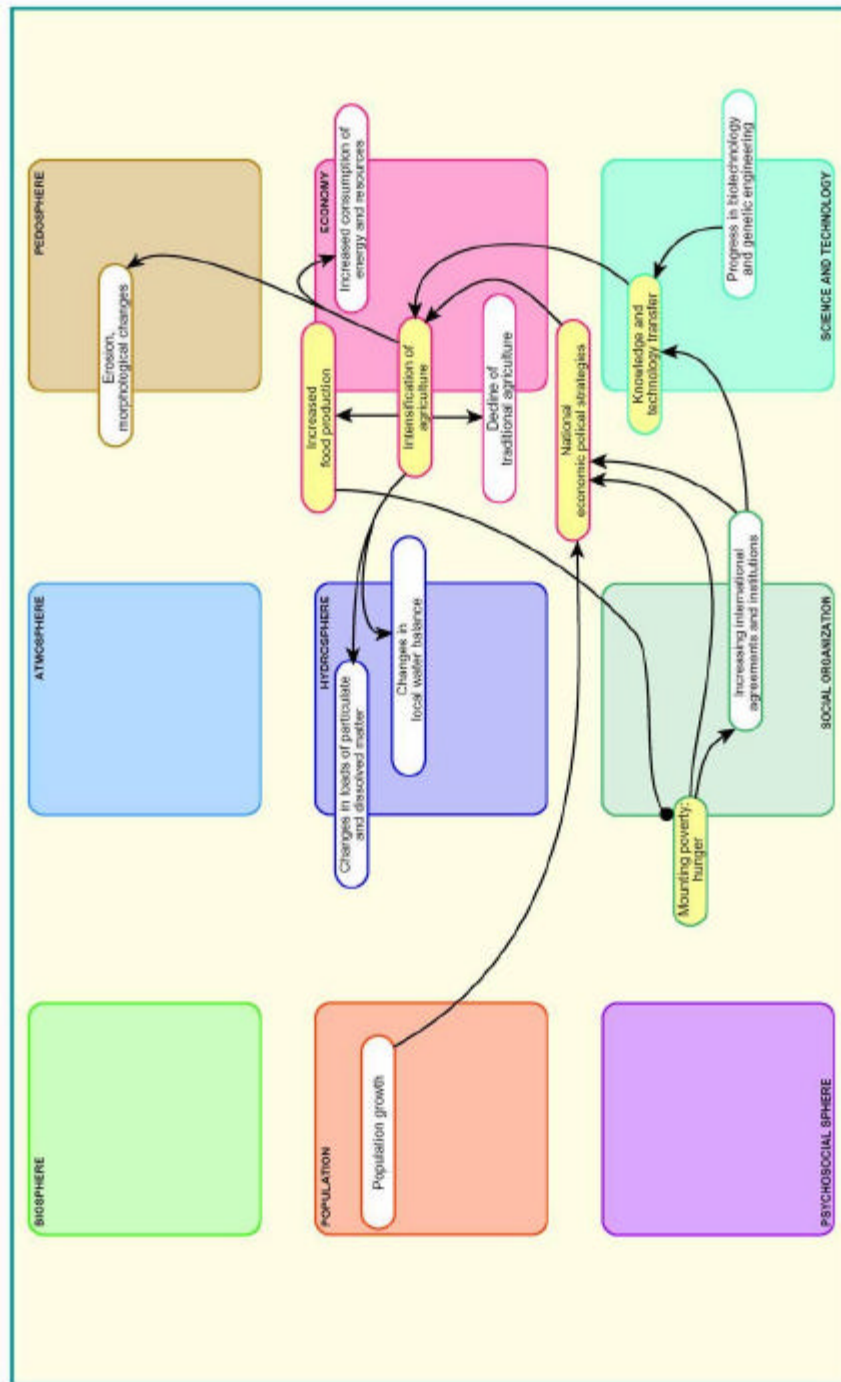 BIOSPHERE
ATMOSPHERE
PEDOSPHERE
Erosion,
morphological changes
POPULATION
Population growth
HYDROSPHERE
Changes in loads of particulate
and dissolved matter
Changes in
local water balance
ECONOMY
Increased consumption of
energy and resources
Increased
food production
Intensification of
agriculture
Decline of
traditional agriculture
National
economic polical strategies
PSYCHOSOCIAL SPHERE
Mounting poverty:
hunger
Increasing international
agreements and institutions
SOCIAL ORGANIZATION
Knowledge and
technology transfer
Progress in biotechnology
and genetic engineering
SCIENCE AND TECHNOLOGY